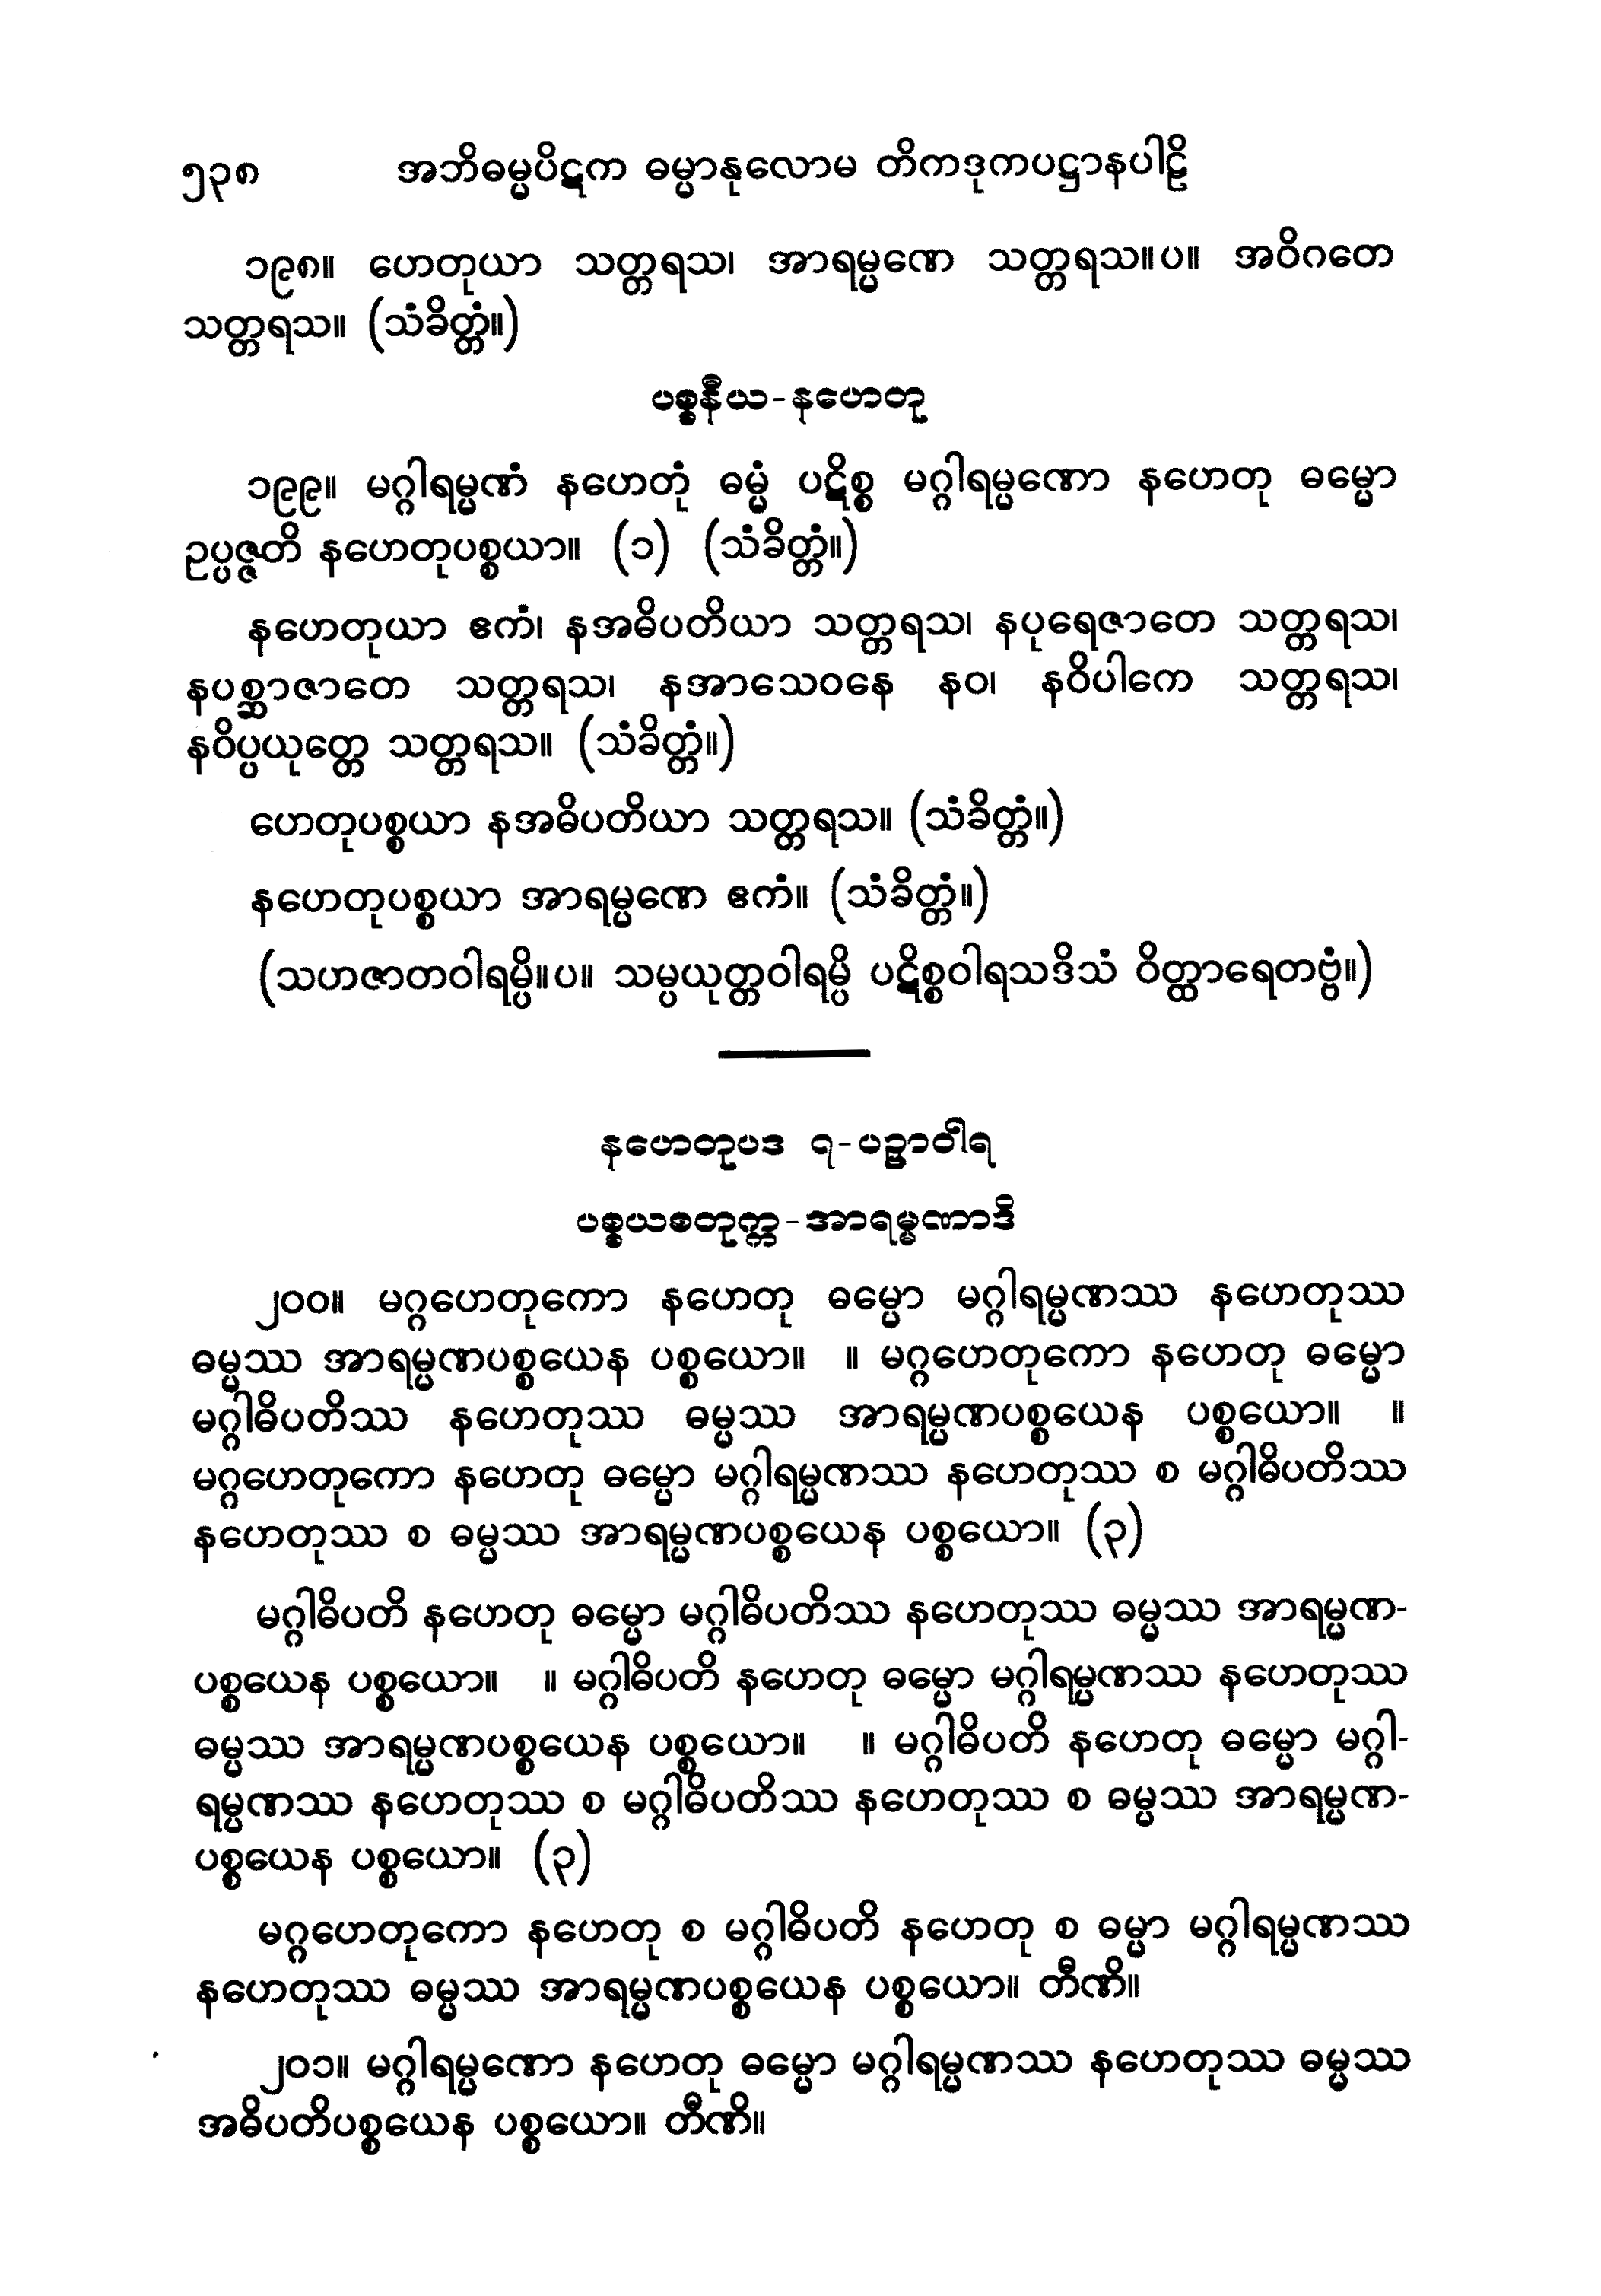 ၅၃၈ အဘိဓမ္မပိဋက ဓမ္မာနုလောမ တိကဒုကပဋ္ဌာနပါဠိ
၁၉၈။ ဟေတုယာ သတ္တရသ၊ အာရမ္မဏေ သတ္တရသ။ပ။ အဝိဂတေ
သတ္တရသ။ (သံခိတ္တံ။)
ပစ္စနီယ-နဟေတု
၁၉၉။ မဂ္ဂါရမ္မဏံ နဟေတုံ ဓမ္မံ ပဋိစ္စ မဂ္ဂါရမ္မဏော နဟေတု ဓမ္မော
ဥပ္ပဇ္ဇတိ နဟေတုပစ္စယာ။ (၁) (သံခိတ္တံ။)
နဟေတုယာ ဧကံ၊ နအဓိပတိယာ သတ္တရသ၊ နပုရေဇာတေ သတ္တရသ၊
နပစ္ဆာဇာတေ သတ္တရသ၊ နအာသေဝနေ နဝ၊ နဝိပါကေ သတ္တရသ၊
နဝိပ္ပယုတ္တေ သတ္တရသ။ (သံခိတ္တံ။)
ဟေတုပစ္စယာ နအဓိပတိယာ သတ္တရသ။ (သံခိတ္တံ။)
နဟေတုပစ္စယာ အာရမ္မဏေ ဧကံ။ (သံခိတ္တံ။)
(သဟဇာတဝါရမ္ပိ။ပ။ သမ္ပယုတ္တဝါရမ္ပိ ပဋိစ္စဝါရသဒိသံ ဝိတ္ထာရေတဗ္ဗံ။)
နဟေတုပဒ ၇-ပဉှာဝါရ
ပစ္စယစတုက္က-အာရမ္မဏာဒိ
၂၀၀။ မဂ္ဂဟေတုကော နဟေတု ဓမ္မော မဂ္ဂါရမ္မဏဿ နဟေတုဿ
ဓမ္မဿ အာရမ္မဏပစ္စယေန ပစ္စယော။ ။ မဂ္ဂဟေတုကော နဟေတု ဓမ္မော
မဂ္ဂါဓိပတိဿ နဟေတုဿ ဓမ္မဿ အာရမ္မဏပစ္စယေန ပစ္စယော။ ။
မဂ္ဂဟေတုကော နဟေတု ဓမ္မော မဂ္ဂါရမ္မဏဿ နဟေတုဿ စ မဂ္ဂါဓိပတိဿ
နဟေတုဿ စ ဓမ္မဿ အာရမ္မဏပစ္စယေန ပစ္စယော။ (၃)
မဂ္ဂါဓိပတိ နဟေတု ဓမ္မော မဂ္ဂါဓိပတိဿ နဟေတုဿ ဓမ္မဿ အာရမ္မဏ-
ပစ္စယေန ပစ္စယော။ ။ မဂ္ဂါဓိပတိ နဟေတု ဓမ္မော မဂ္ဂါရမ္မဏဿ နဟေတုဿ
ဓမ္မဿ အာရမ္မဏပစ္စယေန ပစ္စယော။ ။ မဂ္ဂါဓိပတိ နဟေတု ဓမ္မော မဂ္ဂါ-
ရမ္မဏဿ နဟေတုဿ စ မဂ္ဂါဓိပတိဿ နဟေတုဿ စ ဓမ္မဿ အာရမ္မဏ-
ပစ္စယေန ပစ္စယော။ (၃)
မဂ္ဂဟေတုကော နဟေတု စ မဂ္ဂါဓိပတိ နဟေတု စ ဓမ္မာ မဂ္ဂါရမ္မဏဿ
နဟေတုဿ ဓမ္မဿ အာရမ္မဏပစ္စယေန ပစ္စယော။ တီဏိ။
၂၀၁။ မဂ္ဂါရမ္မဏော နဟေတု ဓမ္မော မဂ္ဂါရမ္မဏဿ နဟေတုဿ ဓမ္မဿ
အဓိပတိပစ္စယေန ပစ္စယော။ တီဏိ။